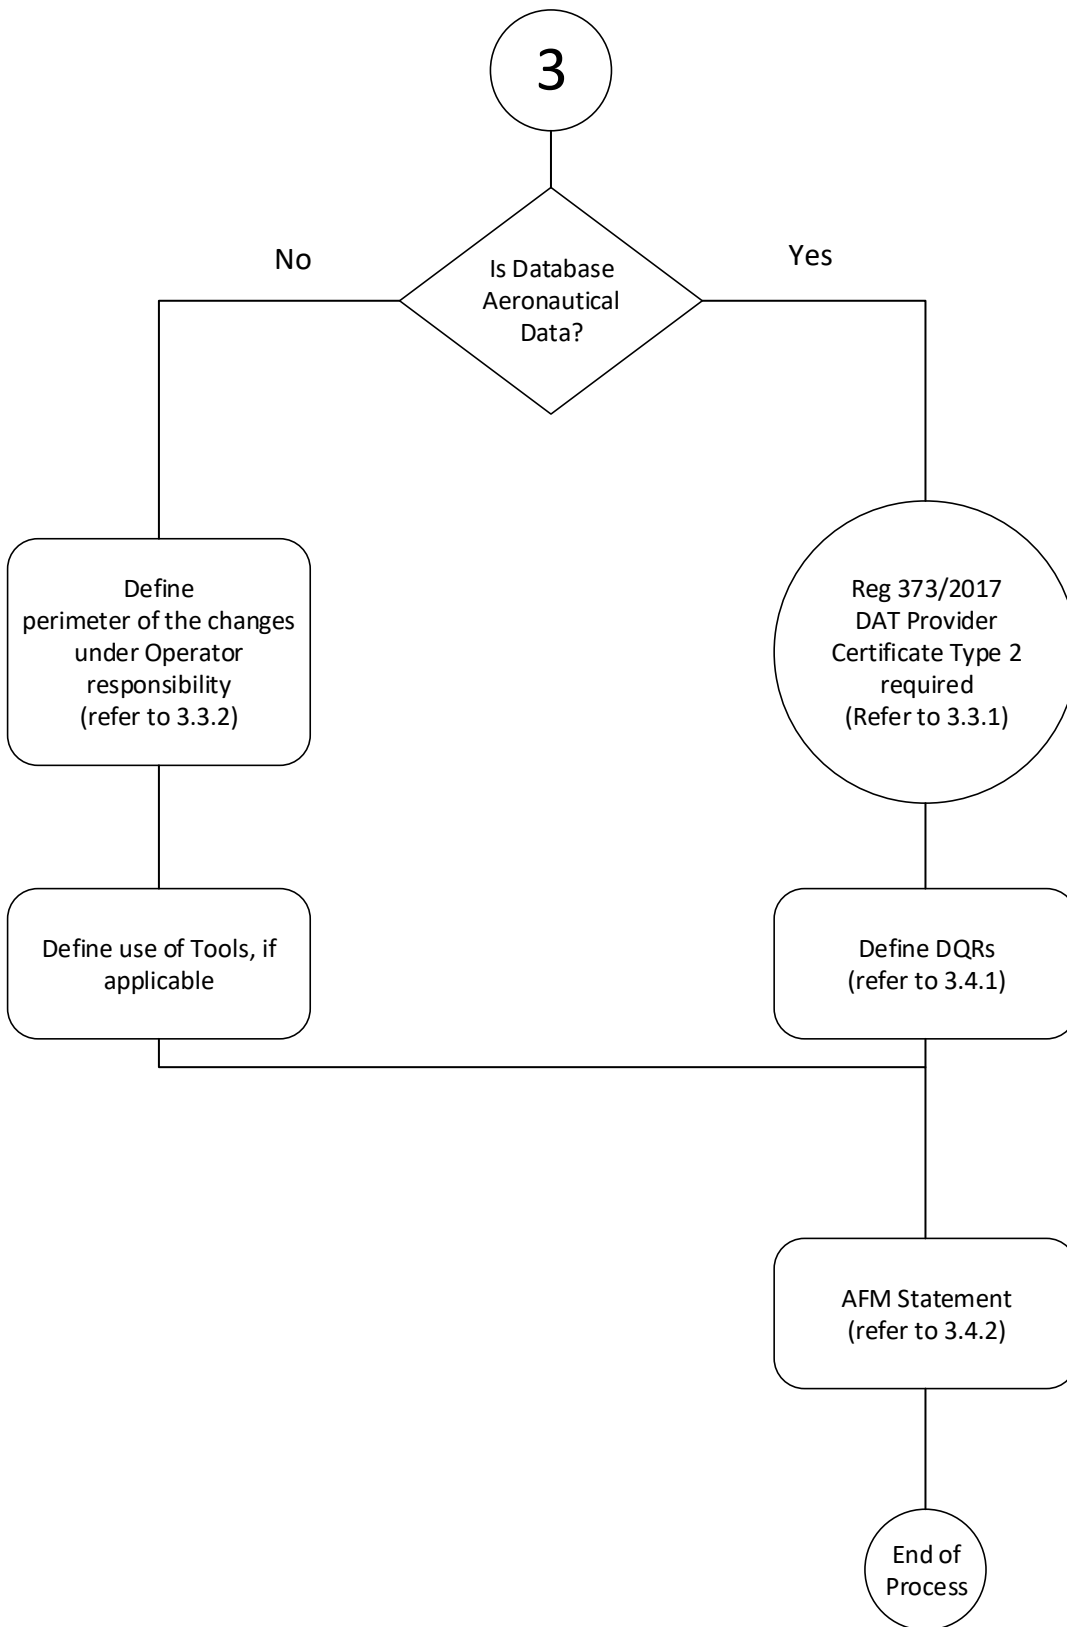 3
Is Database
Aeronautical
Data?
No
Yes
Define
perimeter of the changes
under Operator
responsibility
(refer to 3.3.2)
Reg 373/2017
DAT Provider
Certificate Type 2
required
(Refer to 3.3.1)
Define use of Tools, if
applicable
Define DQRs
(refer to 3.4.1)
AFM Statement
(refer to 3.4.2)
End of
Process